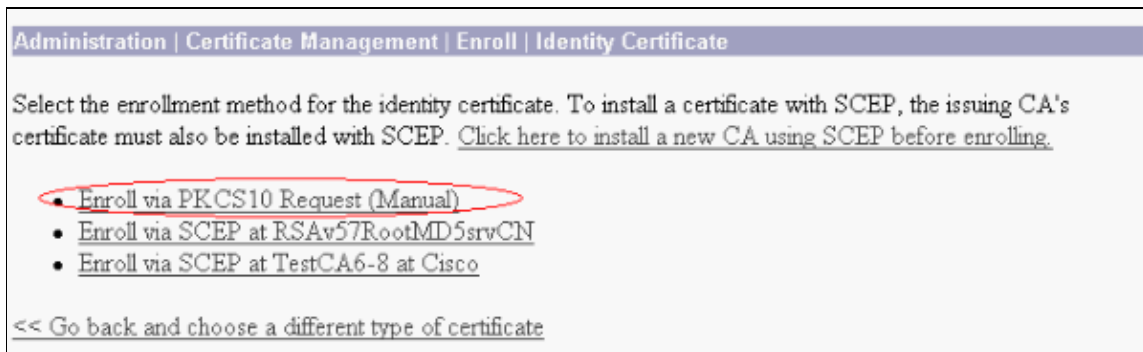 Administration | Certificate Management | Enroll | Identity Certificate
Select the enrollment method for the identity certificate. To install a certificate with SCEP, the issuing CA's
certificate must also be installed with SCEP. Click here to install a new CA using SCEP before enrolling.
• Enroll via PKCS10 Request (Manual)
• Enroll via SCEP at RSAv57RootMD5srvCN
• Enroll via SCEP at TestCA6-8 at Cisco
<< Go back and choose a different type of certificate